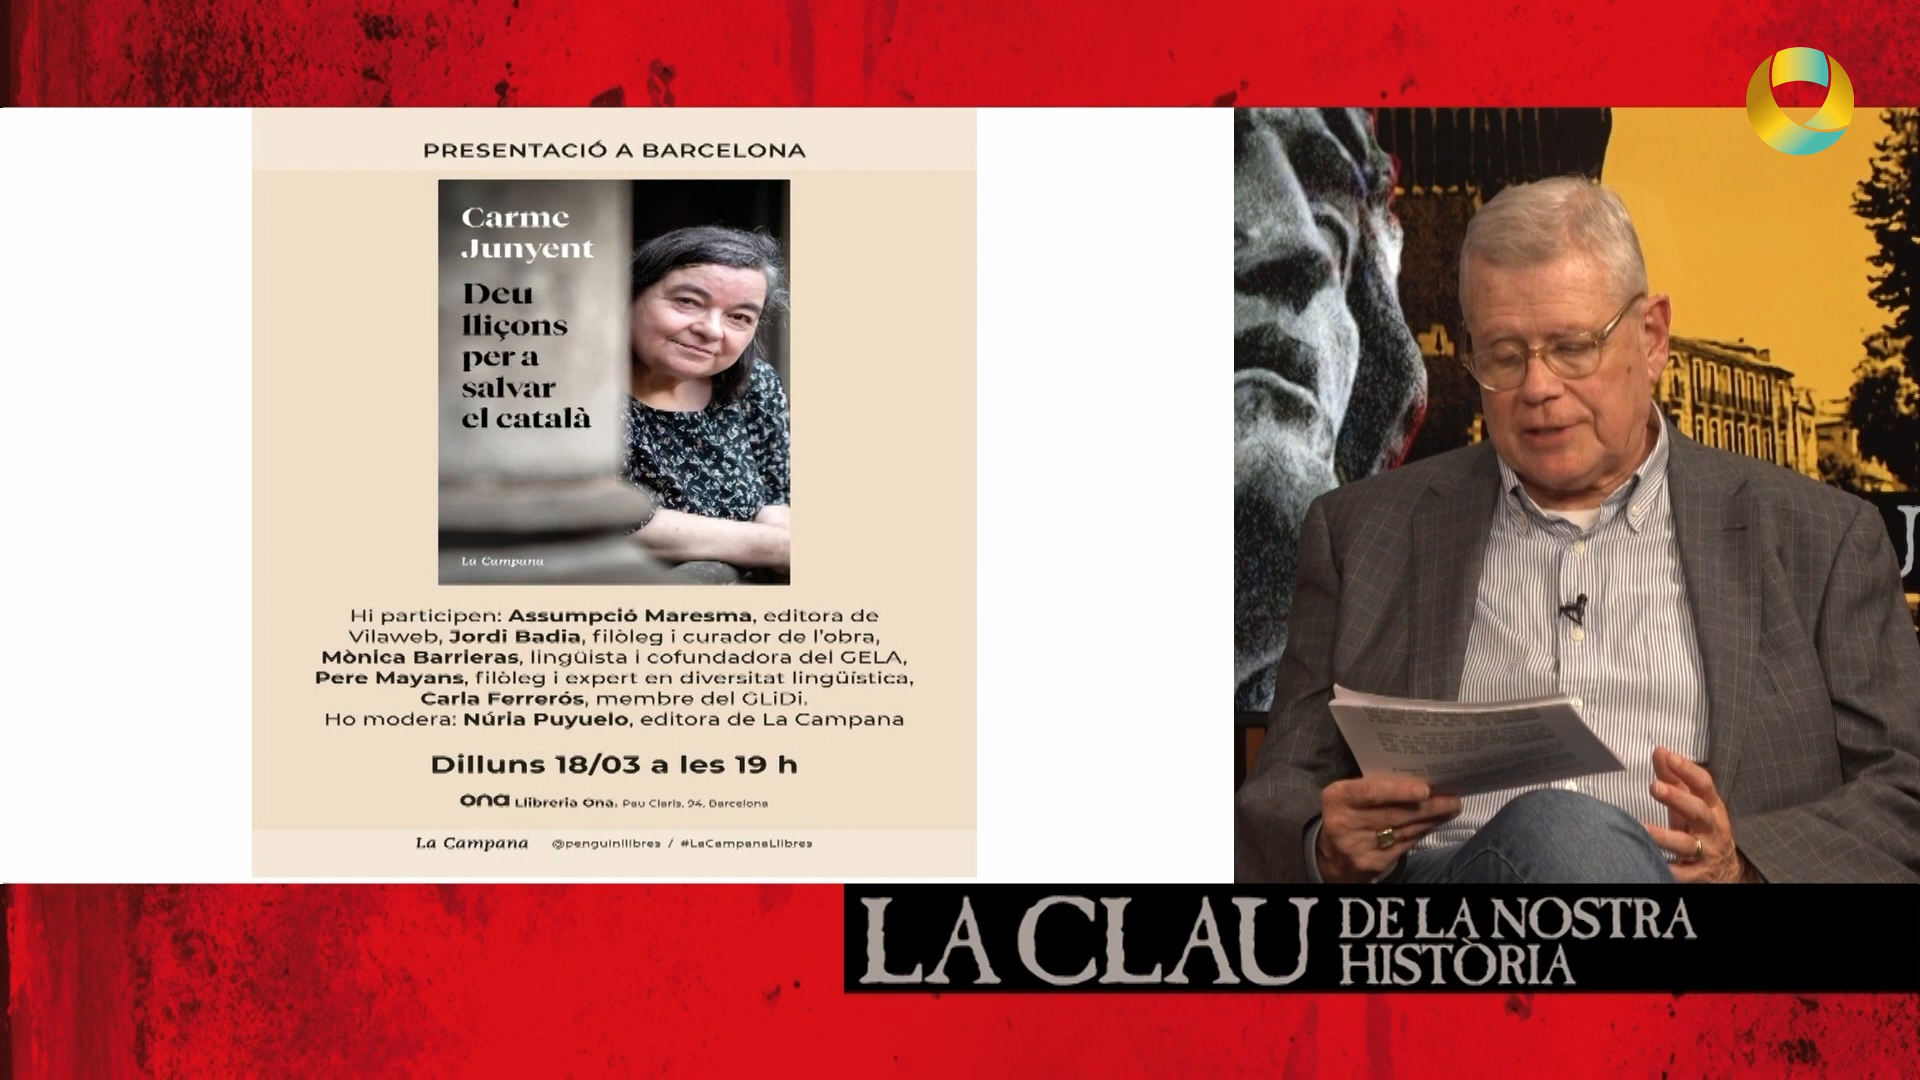 PRESENTACIÓ A BARCELONA
Carme
Junyent
Deu
lliçons
per a
salvar
el català
La Campana
Hi participen: Assumpció Maresma, editora de
Vilaweb, Jordi Badia, filòleg i curador de l'obra,
Mònica Barrieras, lingüista i cofundadora del GELA,
Pere Mayans, filòleg i expert en diversitat lingüística,
Carla Ferrerós, membre del GLiDi.
Ho modera: Núria Puyuelo, editora de La Campana
Dilluns 18/03 a les 19 h
ona Llibreria Ona. Pau Claris, 94, Barcelona
La Campana @penguinllibres / #LaCampanaLlibres
LA CLAU DE LA NOSTRA
HISTÒRIA